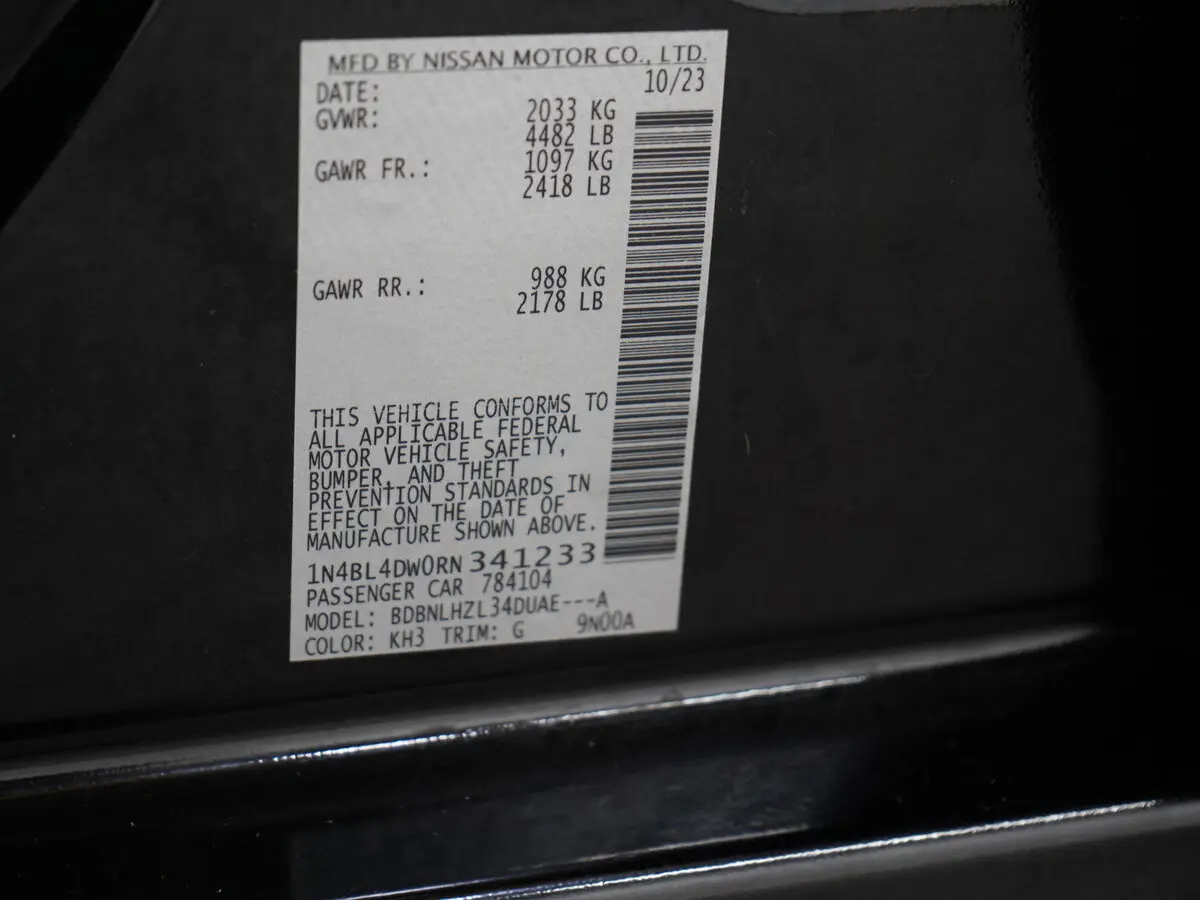 MFD BY NISSAN MOTOR CO., LTD.
DATE: 10/23
GVWR: 2033 KG
4482 LB
GAWR FR.: 1097 KG
2418 LB
GAWR RR.: 988 KG
2178 LB
THIS VEHICLE CONFORMS TO
ALL APPLICABLE FEDERAL
MOTOR VEHICLE SAFETY,
BUMPER, AND THEFT
PREVENTION STANDARDS IN
EFFECT ON THE DATE OF
MANUFACTURE SHOWN ABOVE.
1N4BL4DW0RN341233
PASSENGER CAR 784104
MODEL: BDBNLHZL34DUAE---A
COLOR: KH3 TRIM: G 9N00A